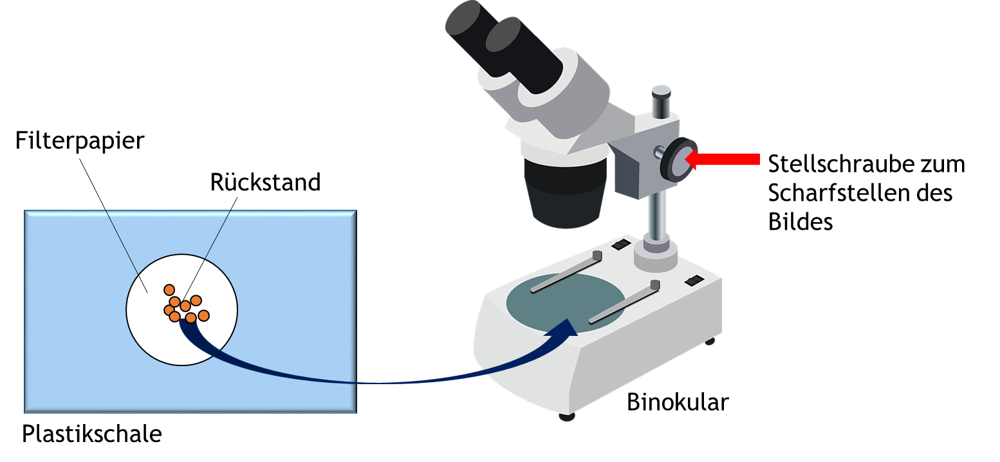 Filterpapier
Rückstand
Stellschraube zum
Scharfstellen des
Bildes
Binokular
Plastikschale